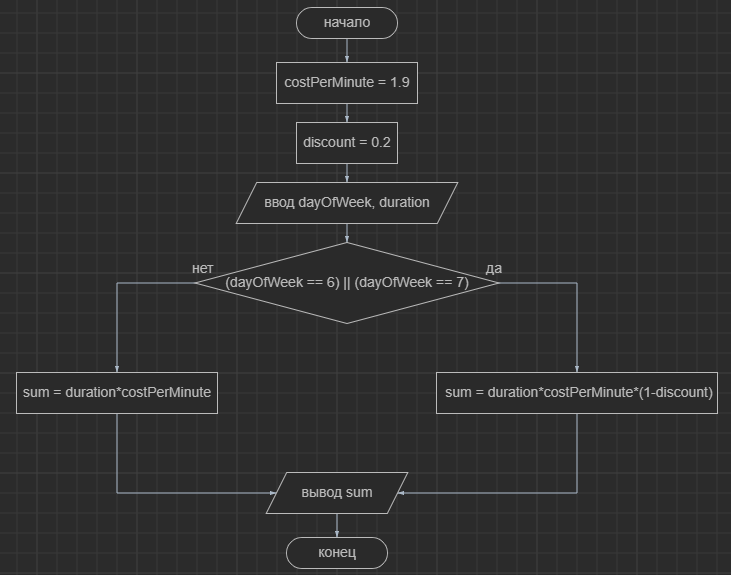 начало
costPerMinute = 1.9
discount = 0.2
ввод dayOfWeek, duration
нет
да
(dayOfWeek == 6) || (dayOfWeek == 7)
sum = duration*costPerMinute
sum = duration*costPerMinute*(1-discount)
вывод sum
конец